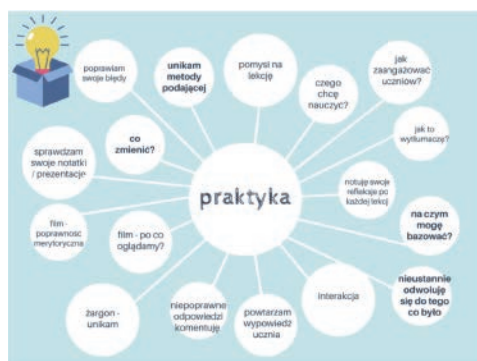 poprawiam
swoje błędy
unikam
metody
podającej
pomysł na
lekcję
czego
chcę
nauczyć?
jak
zaangażować
uczniów?
sprawdzam
swoje notatki
/ prezentacje
co
zmienić?
jak to
wytłumaczę?
praktyka
notuję swoje
refleksje po
każdej lekcji
film -
poprawność
merytoryczna
film - po co
oglądamy?
na czym
mogę
bazować?
żargon -
unikam
niepoprawne
odpowiedzi
komentuję
powtarzam
wypowiedź
ucznia
interakcja
nieustannie
odwołuję
się do tego
co było